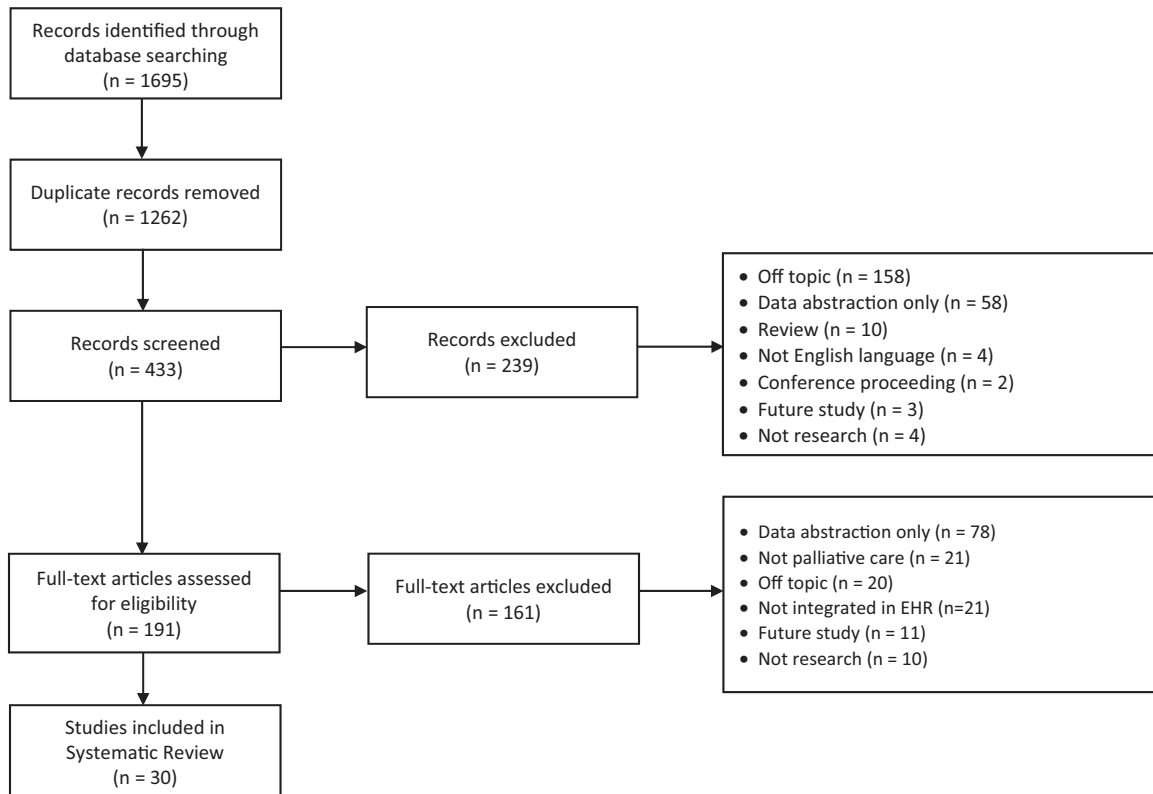 Records identified through
database searching
(n = 1695)
Duplicate records removed
(n = 1262)
Records screened
(n = 433)
Records excluded
(n = 239)
• Off topic (n = 158)
• Data abstraction only (n = 58)
• Review (n = 10)
• Not English language (n = 4)
• Conference proceeding (n = 2)
• Future study (n = 3)
• Not research (n = 4)
Full-text articles assessed
for eligibility
(n = 191)
Full-text articles excluded
(n = 161)
• Data abstraction only (n = 78)
• Not palliative care (n = 21)
• Off topic (n = 20)
• Not integrated in EHR (n=21)
• Future study (n = 11)
• Not research (n = 10)
Studies included in
Systematic Review
(n = 30)